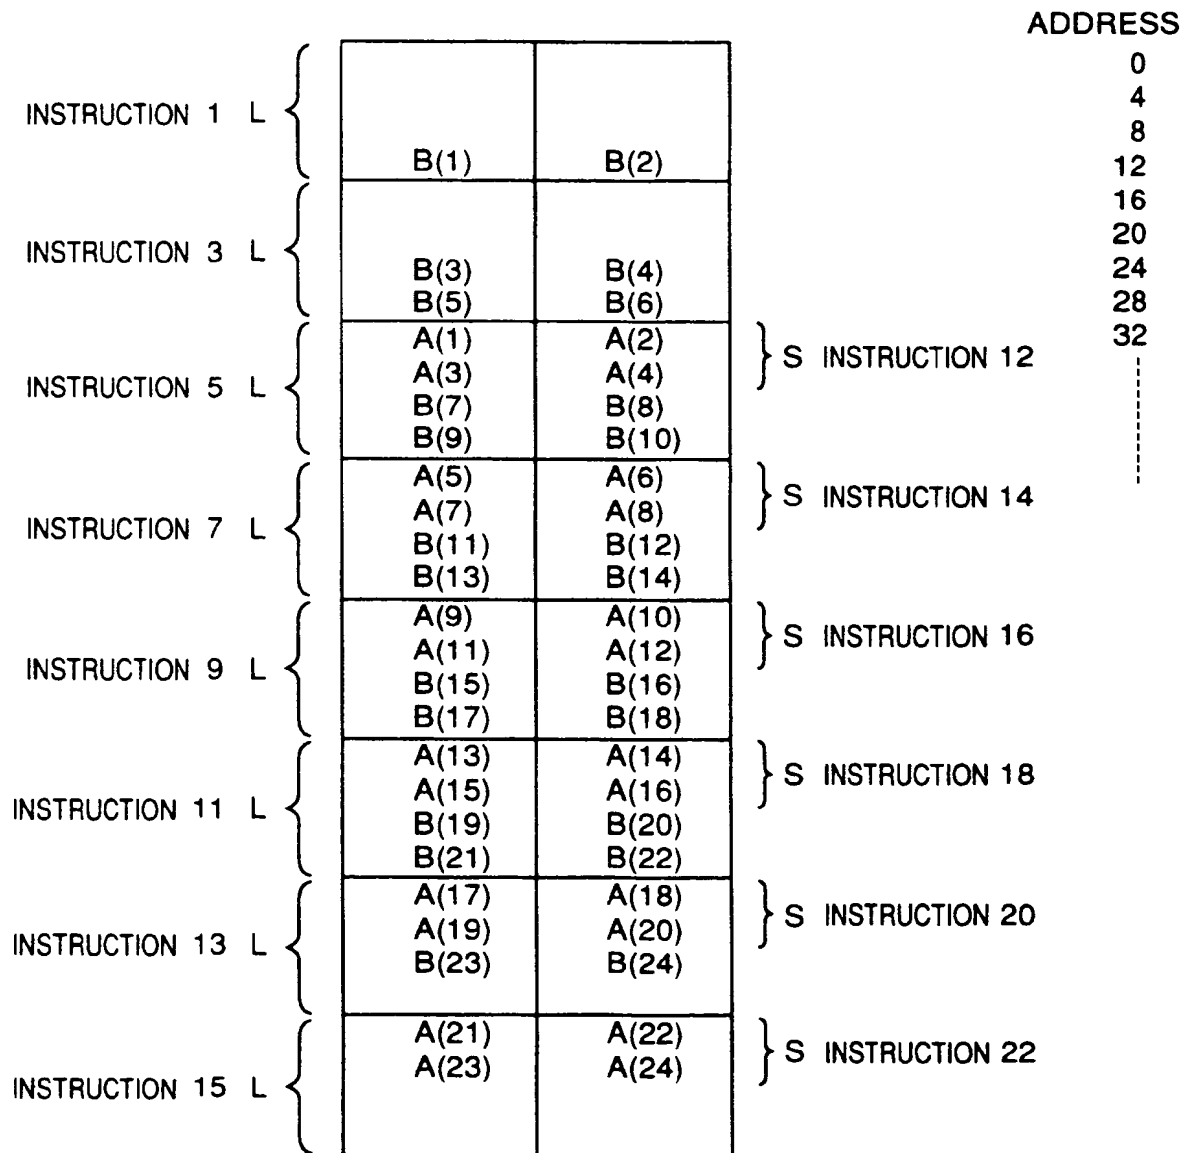 ADDRESS
0
4
8
12
16
20
24
28
32
INSTRUCTION 1 L
B(1) B(2)
INSTRUCTION 3 L
B(3) B(4)
B(5) B(6)
INSTRUCTION 5 L
A(1) A(2)
A(3) A(4)
B(7) B(8)
B(9) B(10)
S INSTRUCTION 12
INSTRUCTION 7 L
A(5) A(6)
A(7) A(8)
B(11) B(12)
B(13) B(14)
S INSTRUCTION 14
INSTRUCTION 9 L
A(9) A(10)
A(11) A(12)
B(15) B(16)
B(17) B(18)
S INSTRUCTION 16
INSTRUCTION 11 L
A(13) A(14)
A(15) A(16)
B(19) B(20)
B(21) B(22)
S INSTRUCTION 18
INSTRUCTION 13 L
A(17) A(18)
A(19) A(20)
B(23) B(24)
S INSTRUCTION 20
INSTRUCTION 15 L
A(21) A(22)
A(23) A(24)
S INSTRUCTION 22